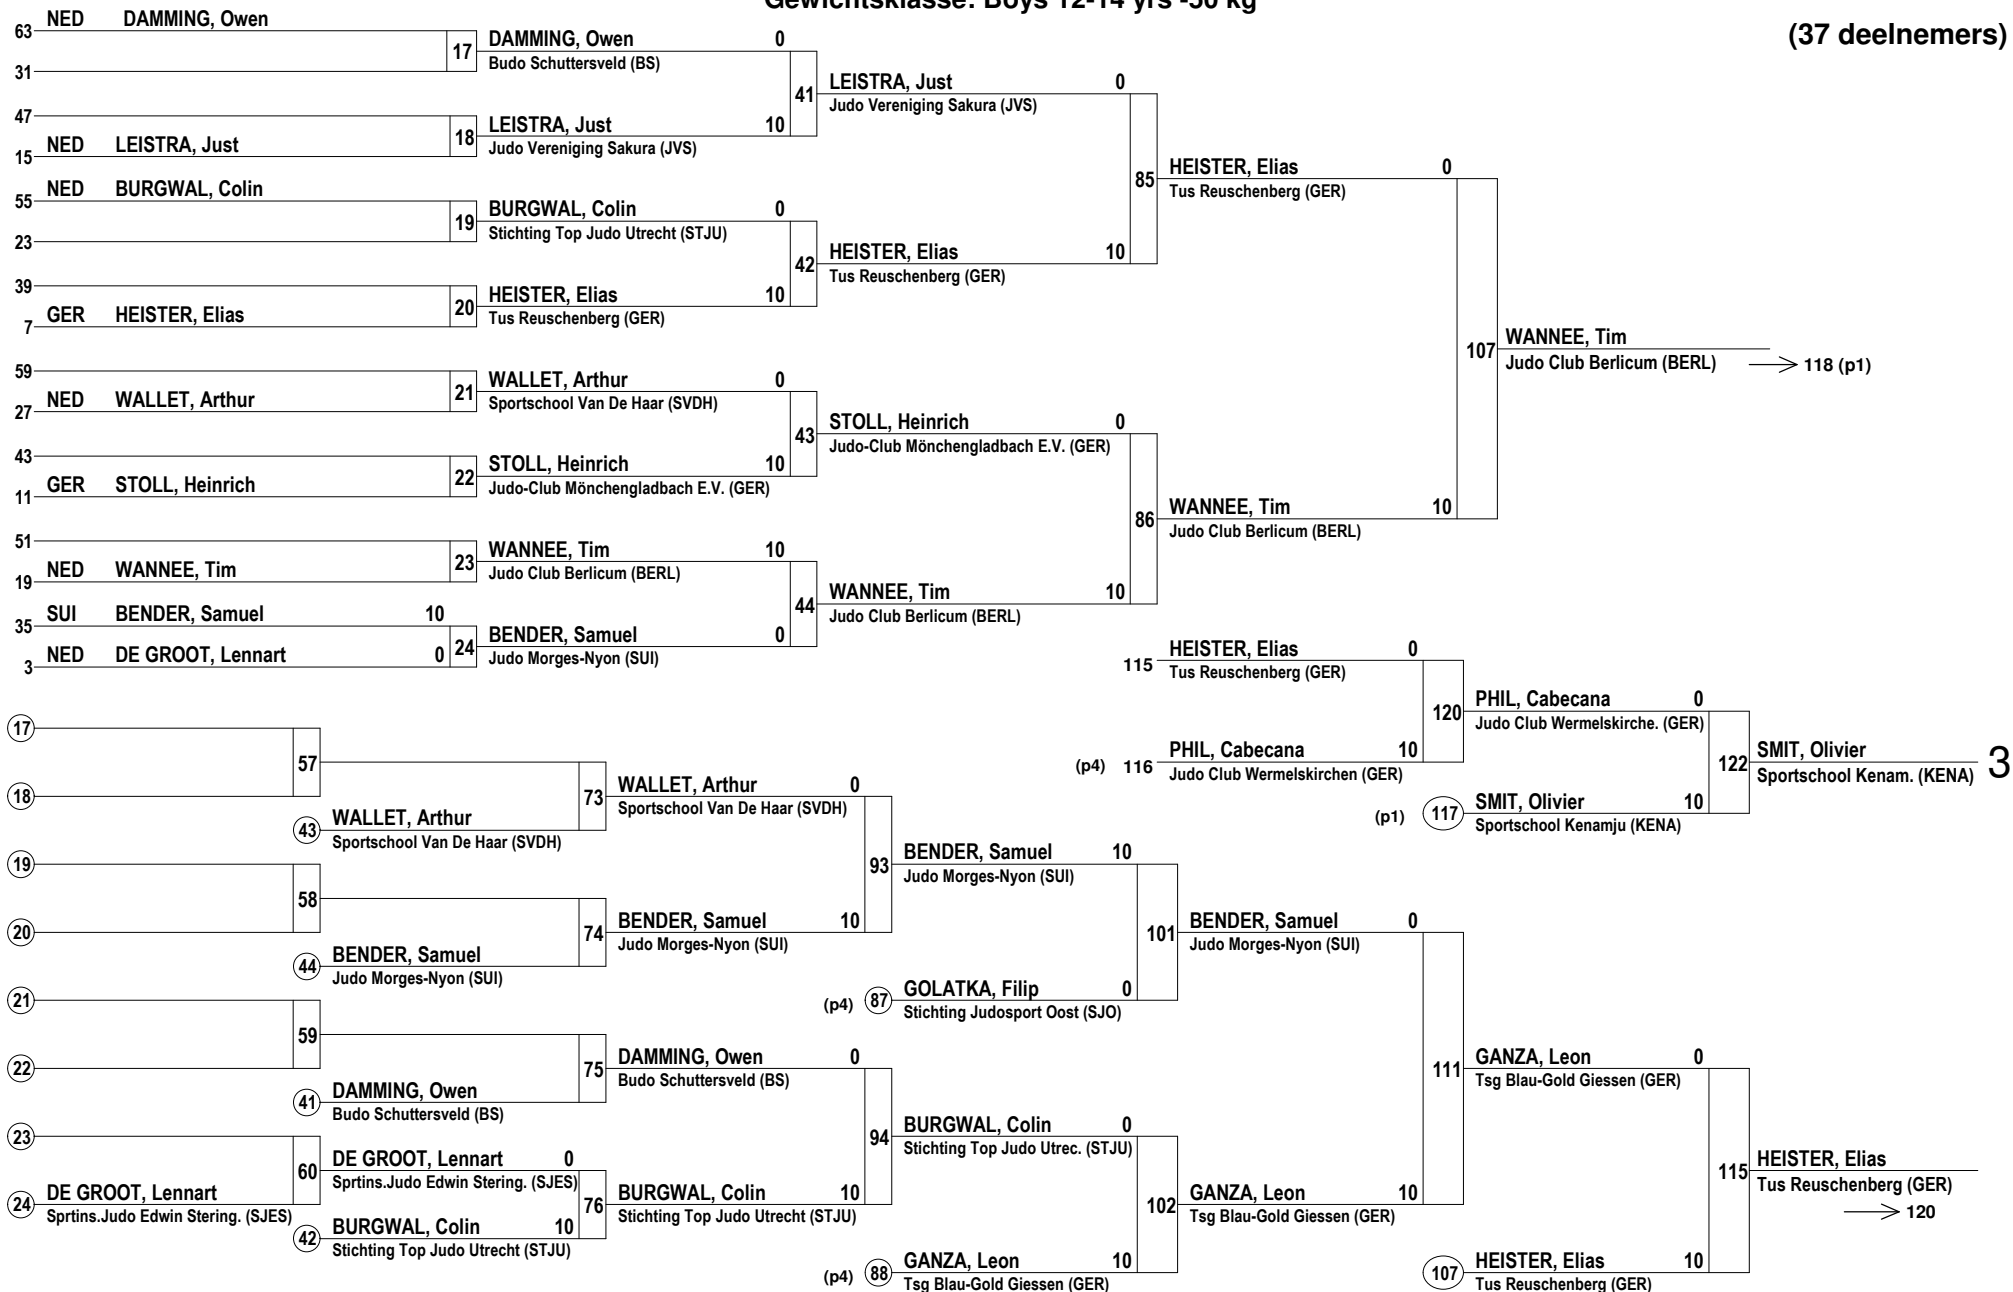 Gewichtsklasse: Boys 12-14 yrs -50 kg
(37 deelnemers)
63 NED DAMMING, Owen
31
17 DAMMING, Owen 0
Budo Schuttersveld (BS)
47
15 NED LEISTRA, Just
18 LEISTRA, Just 10
Judo Vereniging Sakura (JVS)
41 LEISTRA, Just 0
Judo Vereniging Sakura (JVS)
55 NED BURGWAL, Colin
23
19 BURGWAL, Colin 0
Stichting Top Judo Utrecht (STJU)
39
7 GER HEISTER, Elias
20 HEISTER, Elias 10
Tus Reuschenberg (GER)
42 HEISTER, Elias 10
Tus Reuschenberg (GER)
85 HEISTER, Elias 0
Tus Reuschenberg (GER)
59
27 NED WALLET, Arthur
21 WALLET, Arthur 0
Sportschool Van De Haar (SVDH)
43
11 GER STOLL, Heinrich
22 STOLL, Heinrich 10
Judo-Club Mönchengladbach E.V. (GER)
43 STOLL, Heinrich 0
Judo-Club Mönchengladbach E.V. (GER)
51
19 NED WANNEE, Tim
23 WANNEE, Tim 10
Judo Club Berlicum (BERL)
35 SUI BENDER, Samuel 10
3 NED DE GROOT, Lennart 0
24 BENDER, Samuel 0
Judo Morges-Nyon (SUI)
44 WANNEE, Tim 10
Judo Club Berlicum (BERL)
86 WANNEE, Tim 10
Judo Club Berlicum (BERL)
107 WANNEE, Tim
Judo Club Berlicum (BERL)
118 (p1)
115 HEISTER, Elias 0
Tus Reuschenberg (GER)
(p4) 116 PHIL, Cabecana 10
Judo Club Wermelskirchen (GER)
120 PHIL, Cabecana 0
Judo Club Wermelskirche. (GER)
(p1) 117 SMIT, Olivier 10
Sportschool Kenamju (KENA)
122 SMIT, Olivier
Sportschool Kenam. (KENA)
3
17
18
57
43 WALLET, Arthur
Sportschool Van De Haar (SVDH)
73 WALLET, Arthur 0
Sportschool Van De Haar (SVDH)
19
20
58
44 BENDER, Samuel
Judo Morges-Nyon (SUI)
74 BENDER, Samuel 10
Judo Morges-Nyon (SUI)
93 BENDER, Samuel 10
Judo Morges-Nyon (SUI)
(p4) 87 GOLATKA, Filip 0
Stichting Judosport Oost (SJO)
101 BENDER, Samuel 0
Judo Morges-Nyon (SUI)
21
22
59
41 DAMMING, Owen
Budo Schuttersveld (BS)
75 DAMMING, Owen 0
Budo Schuttersveld (BS)
23
24 DE GROOT, Lennart
Sprtins.Judo Edwin Stering. (SJES)
60 DE GROOT, Lennart 0
Sprtins.Judo Edwin Stering. (SJES)
42 BURGWAL, Colin 10
Stichting Top Judo Utrecht (STJU)
76 BURGWAL, Colin 10
Stichting Top Judo Utrecht (STJU)
94 BURGWAL, Colin 0
Stichting Top Judo Utrec. (STJU)
(p4) 88 GANZA, Leon 10
Tsg Blau-Gold Giessen (GER)
102 GANZA, Leon 10
Tsg Blau-Gold Giessen (GER)
111 GANZA, Leon 0
Tsg Blau-Gold Giessen (GER)
107 HEISTER, Elias 10
Tus Reuschenberg (GER)
115 HEISTER, Elias
Tus Reuschenberg (GER)
120